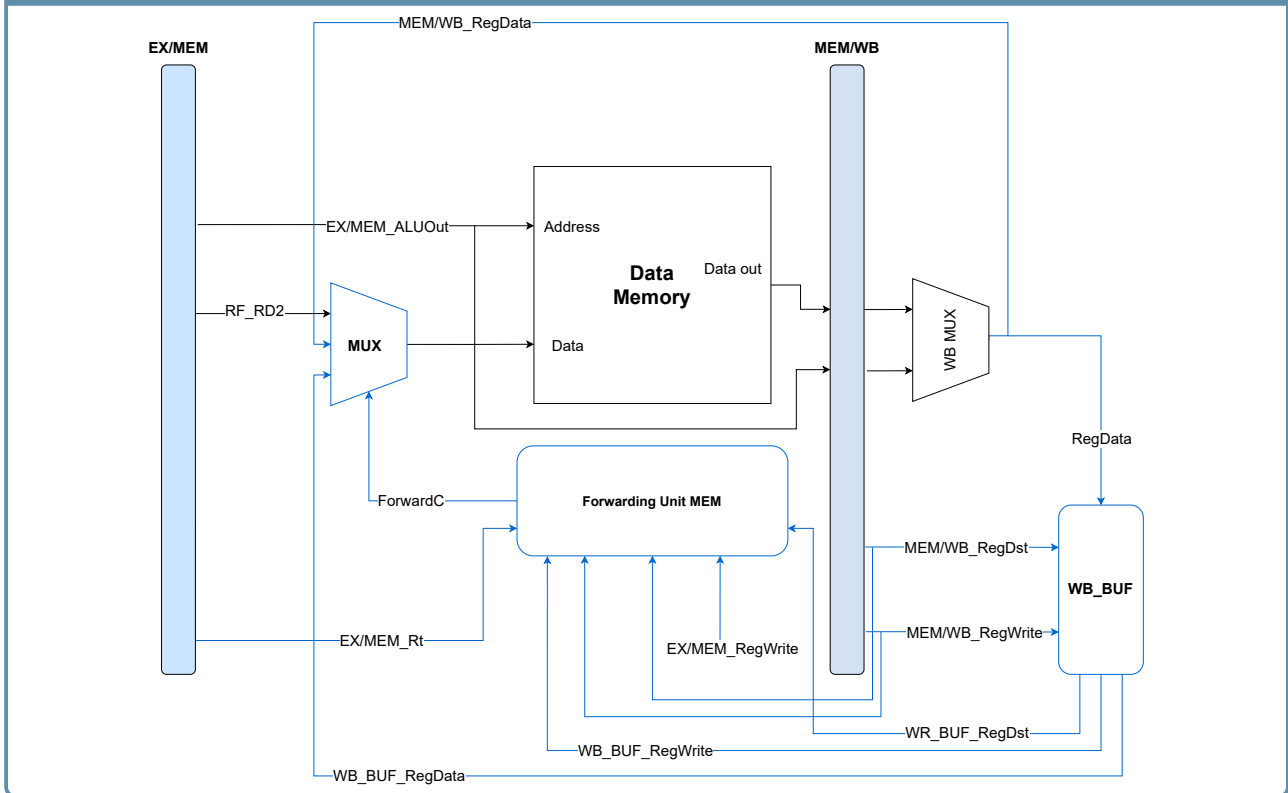 MEM/WB_RegData
EX/MEM
MEM/WB
EX/MEM_ALUOut
Address
Data
Memory
Data out
RF_RD2
MUX
Data
WB MUX
RegData
ForwardC
Forwarding Unit MEM
MEM/WB_RegDst
WB_BUF
EX/MEM_Rt
EX/MEM_RegWrite
MEM/WB_RegWrite
WR_BUF_RegDst
WB_BUF_RegWrite
WB_BUF_RegData